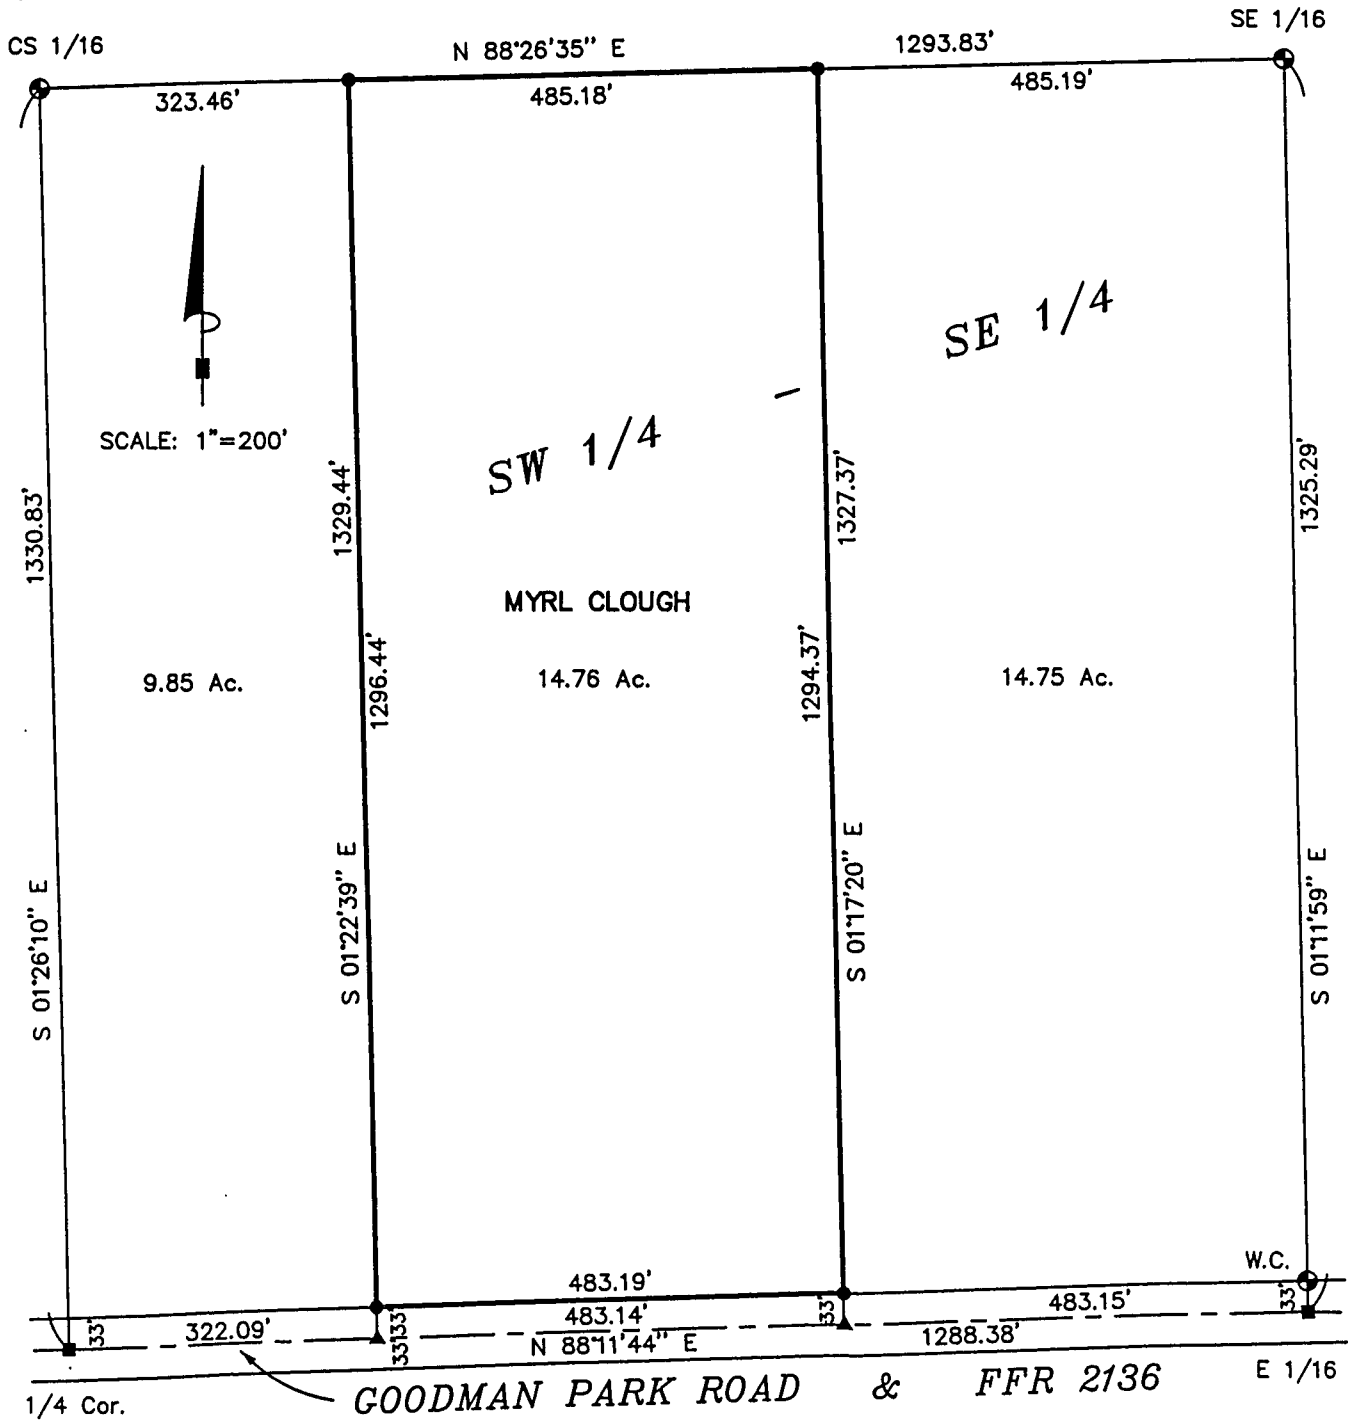 CS 1/16
N 88°26'35" E
1293.83'
SE 1/16
323.46'
485.18'
485.19'
SCALE: 1"=200'
SW 1/4
-
SE 1/4
1330.83'
1329.44'
1327.37'
1325.29'
MYRL CLOUGH
1296.44'
1294.37'
9.85 Ac.
14.76 Ac.
14.75 Ac.
S 01°26'10" E
S 01°22'39" E
S 01°17'20" E
S 01°11'59" E
W.C.
483.19'
33'
322.09'
33'
33'
483.14'
33'
483.15'
33'
N 88°11'44" E
1288.38'
1/4 Cor.
GOODMAN PARK ROAD & FFR 2136
E 1/16